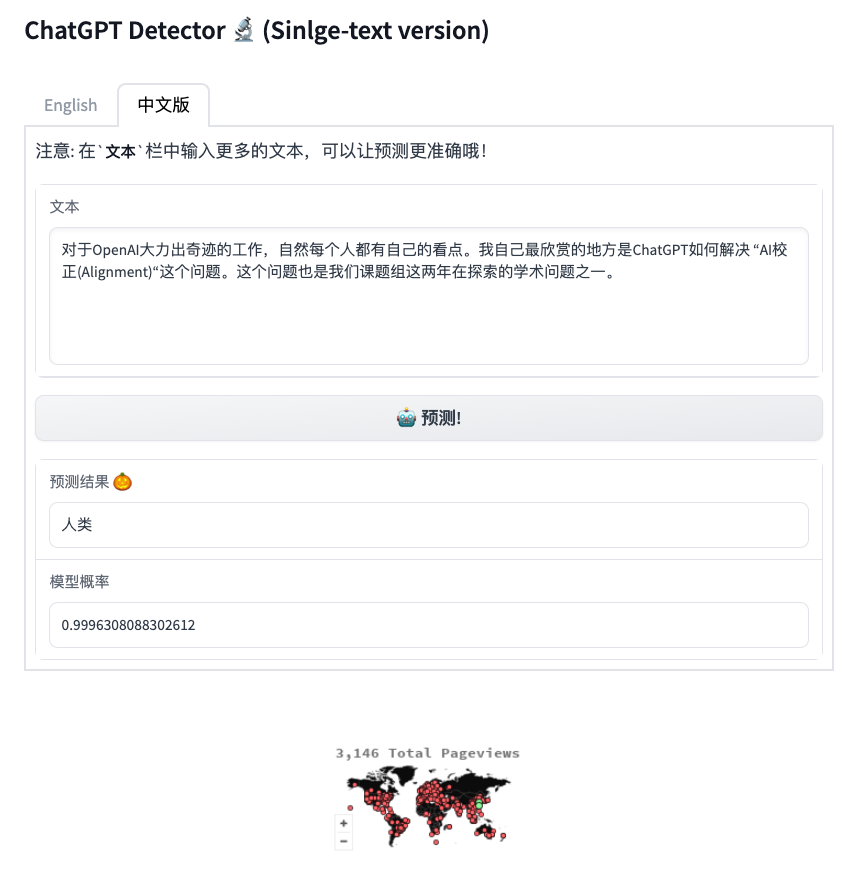 ChatGPT Detector 🔬 (Sinlge-text version)
English
中文版
注意: 在`文本`栏中输入更多的文本，可以让预测更准确哦！
文本
对于OpenAI大力出奇迹的工作，自然每个人都有自己的看点。我自己最欣赏的地方是ChatGPT如何解决 “AI校
正(Alignment)“这个问题。这个问题也是我们课题组这两年在探索的学术问题之一。
🤖 预测!
预测结果 🎃
人类
模型概率
0.9996308088302612
3,146 Total Pageviews
+
−